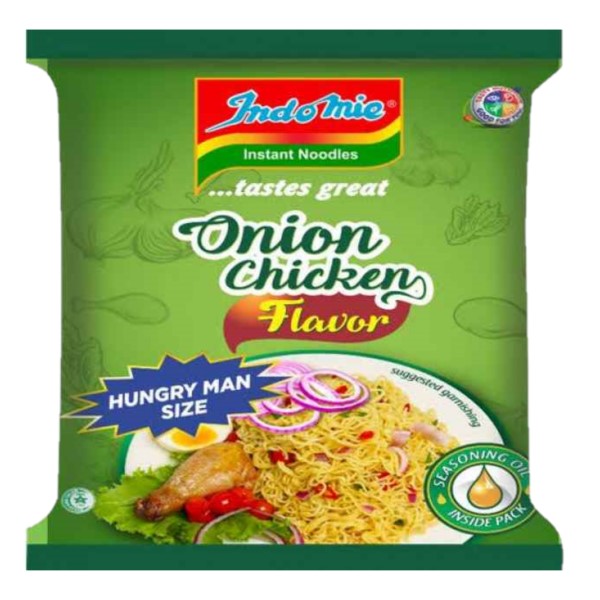 Indomie®
Instant Noodles
...tastes great
Onion
Chicken
Flavor
HUNGRY MAN
SIZE
suggested garnishing
SEASONING OIL
INSIDE PACK